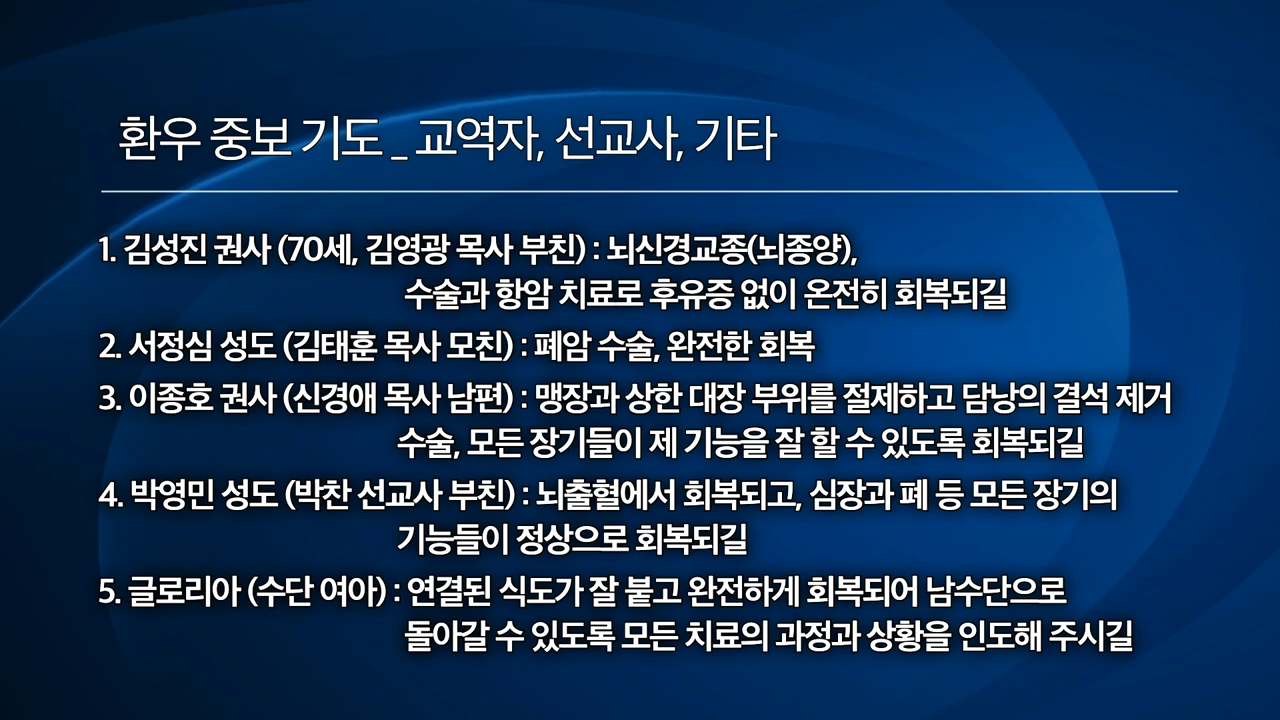 환우 중보 기도 _ 교역자, 선교사, 기타
1. 김성진 권사 (70세, 김영광 목사 부친) : 뇌신경교종(뇌종양),
수술과 항암 치료로 후유증 없이 온전히 회복되길
2. 서정심 성도 (김태훈 목사 모친) : 폐암 수술, 완전한 회복
3. 이종호 권사 (신경애 목사 남편) : 맹장과 상한 대장 부위를 절제하고 담낭의 결석 제거
수술, 모든 장기들이 제 기능을 잘 할 수 있도록 회복되길
4. 박영민 성도 (박찬 선교사 부친) : 뇌출혈에서 회복되고, 심장과 폐 등 모든 장기의
기능들이 정상으로 회복되길
5. 글로리아 (수단 여아) : 연결된 식도가 잘 붙고 완전하게 회복되어 남수단으로
돌아갈 수 있도록 모든 치료의 과정과 상황을 인도해 주시길